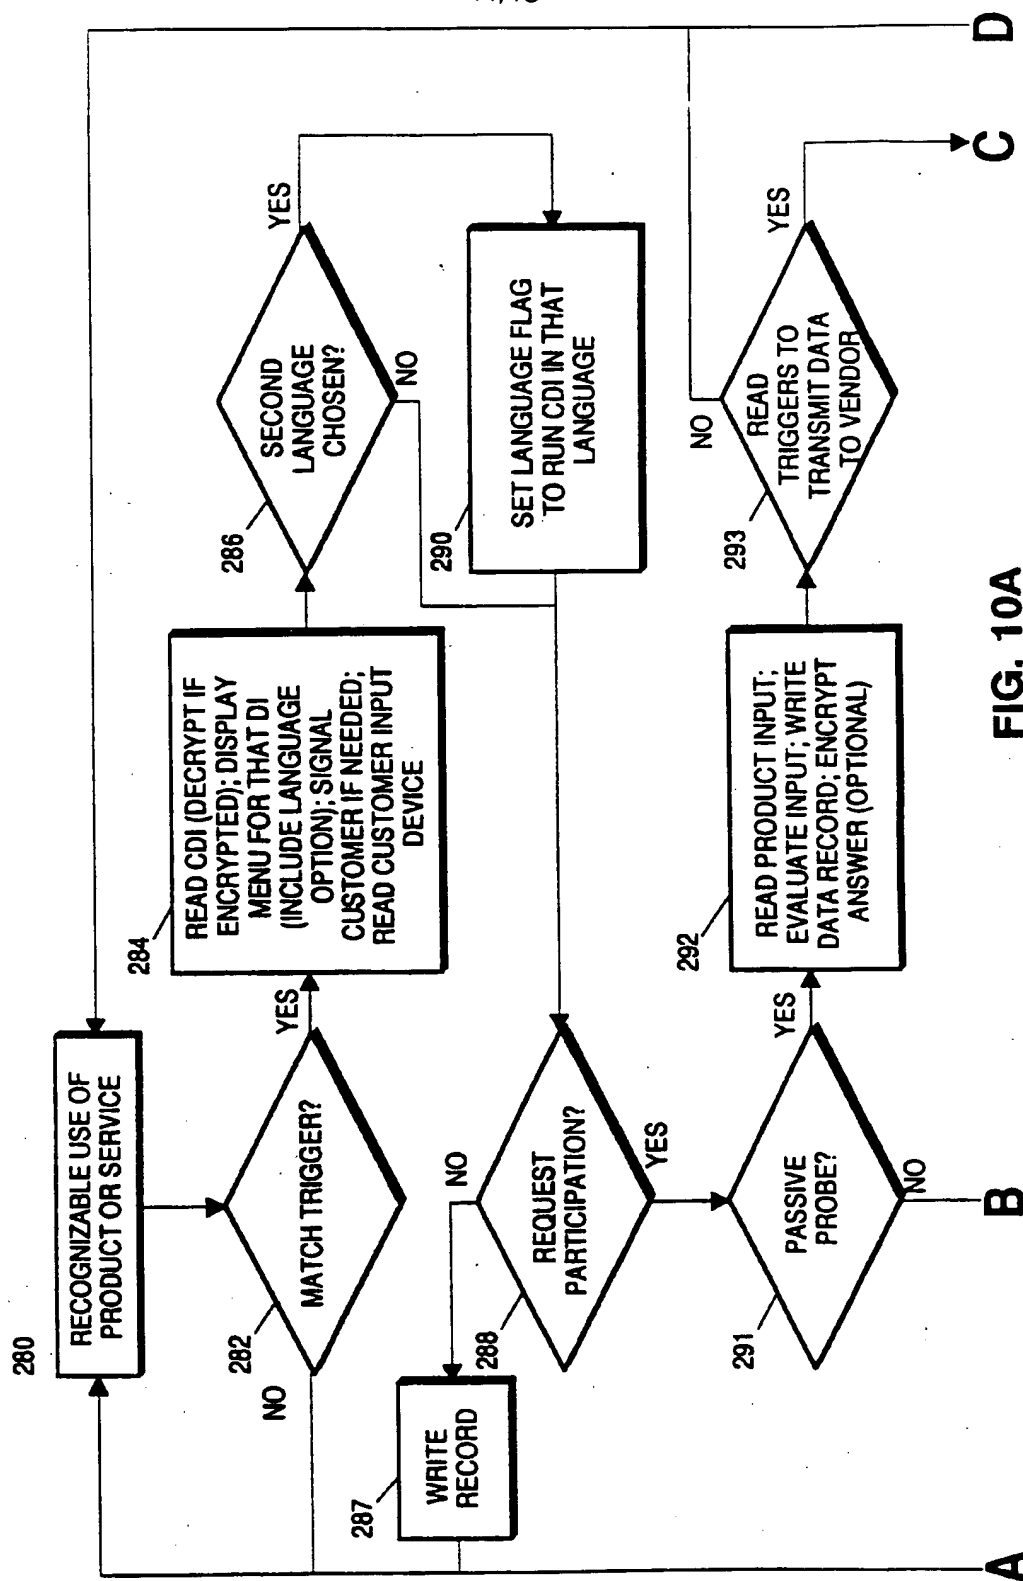 280
RECOGNIZABLE USE OF
PRODUCT OR SERVICE
282
MATCH TRIGGER?
NO
YES
284
READ CDI (DECRYPT IF
ENCRYPTED); DISPLAY
MENU FOR THAT DI
(INCLUDE LANGUAGE
OPTION); SIGNAL
CUSTOMER IF NEEDED;
READ CUSTOMER INPUT
DEVICE
286
SECOND
LANGUAGE
CHOSEN?
YES
NO
290
SET LANGUAGE FLAG
TO RUN CDI IN THAT
LANGUAGE
287
WRITE
RECORD
288
REQUEST
PARTICIPATION?
NO
YES
291
PASSIVE
PROBE?
YES
NO
292
READ PRODUCT INPUT;
EVALUATE INPUT; WRITE
DATA RECORD; ENCRYPT
ANSWER (OPTIONAL)
293
READ
TRIGGERS TO
TRANSMIT DATA
TO VENDOR
NO
YES
A
B
C
D
FIG. 10A